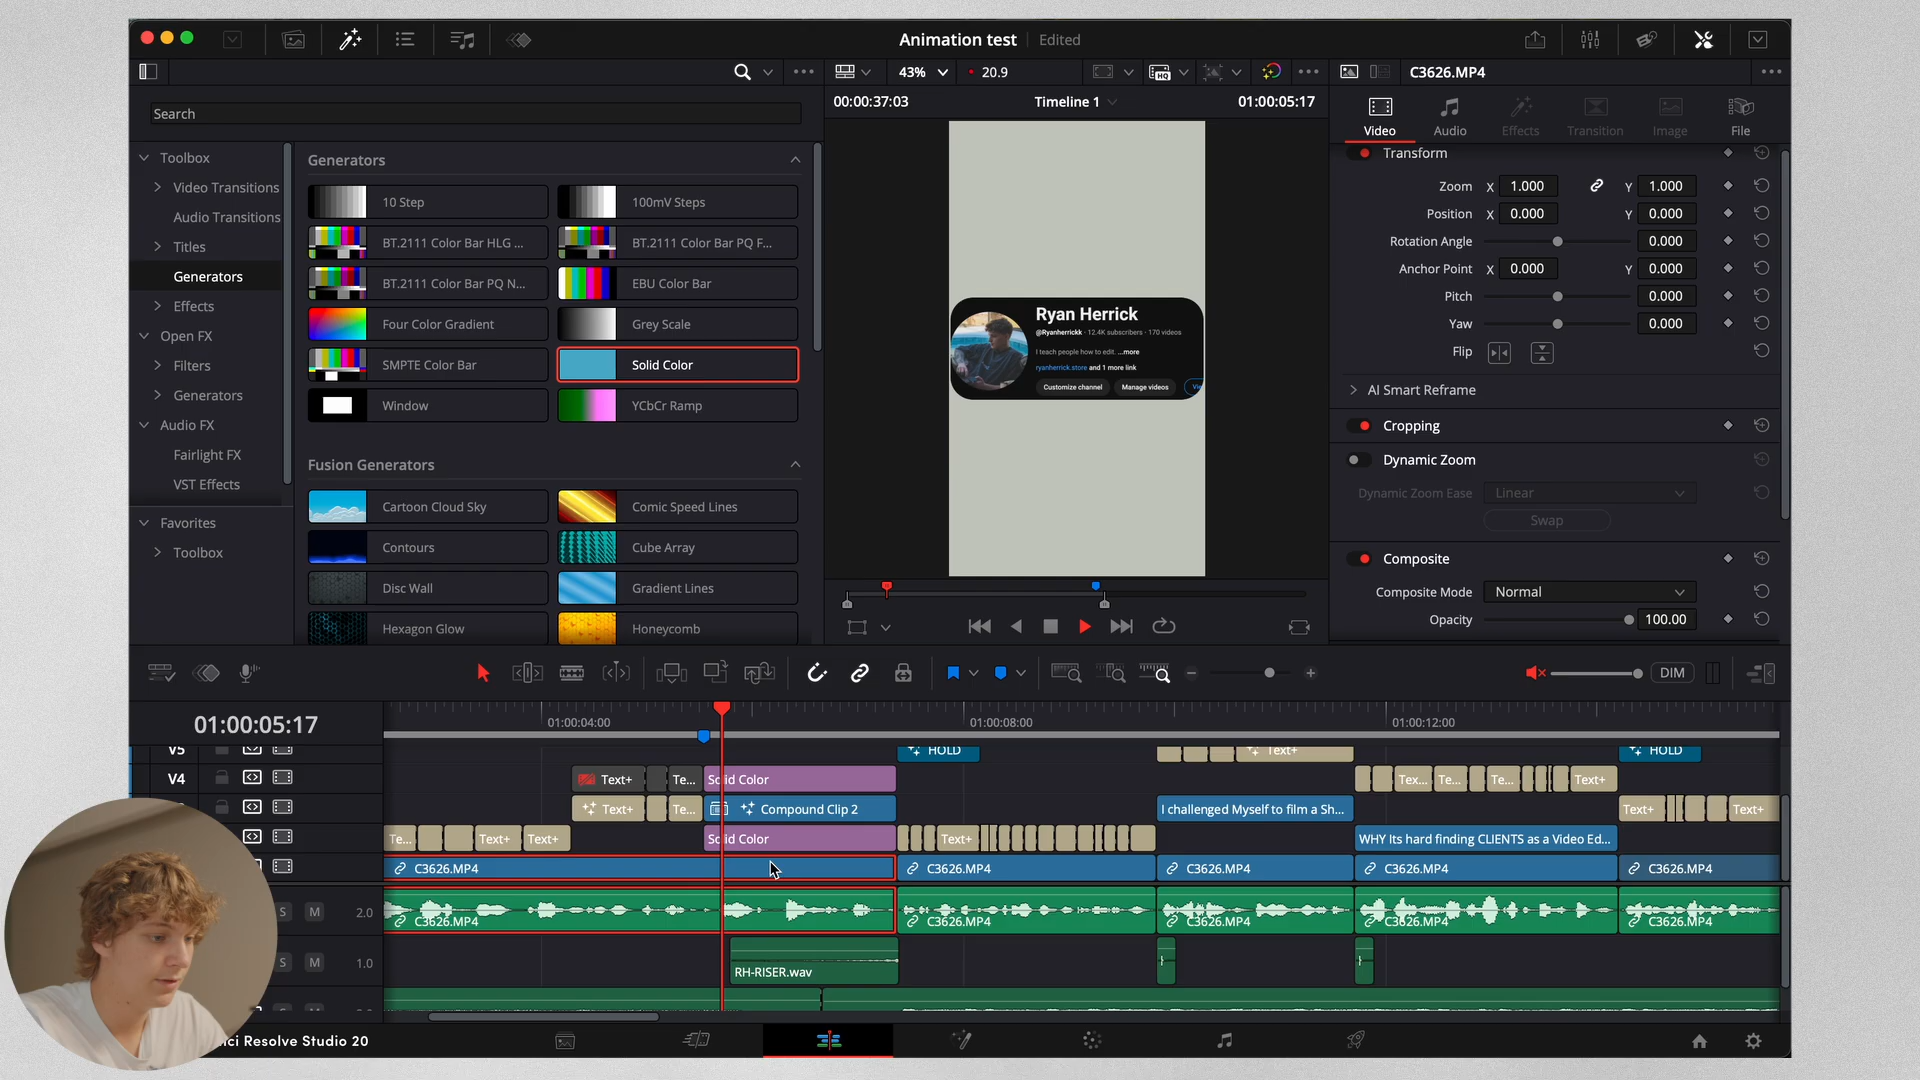 Animation test
Edited
43%
20.9
C3626.MP4
Search
00:00:37:03
Timeline 1
01:00:05:17
Video
Audio
Effects
Transition
Image
File
Toolbox
Video Transitions
Audio Transitions
Titles
Generators
Effects
Open FX
Filters
Generators
Audio FX
Fairlight FX
VST Effects
Favorites
Toolbox
Generators
10 Step
100mV Steps
BT.2111 Color Bar HLG ...
BT.2111 Color Bar PQ F...
BT.2111 Color Bar PQ N...
EBU Color Bar
Four Color Gradient
Grey Scale
SMPTE Color Bar
Solid Color
Window
YCbCr Ramp
Fusion Generators
Cartoon Cloud Sky
Comic Speed Lines
Contours
Cube Array
Disc Wall
Gradient Lines
Hexagon Glow
Honeycomb
Ryan Herrick
@Ryanherrickk · 12.4K subscribers · 170 videos
I teach people how to edit. ...more
ryanherrick.store and 1 more link
Customize channel
Manage videos
Transform
Zoom X 1.000 Y 1.000
Position X 0.000 Y 0.000
Rotation Angle 0.000
Anchor Point X 0.000 Y 0.000
Pitch 0.000
Yaw 0.000
Flip
AI Smart Reframe
Cropping
Dynamic Zoom
Dynamic Zoom Ease Linear
Swap
Composite
Composite Mode Normal
Opacity 100.00
DIM
01:00:05:17
01:00:04:00
01:00:08:00
01:00:12:00
V5
HOLD
Text+
HOLD
V4
Text+
Te...
Solid Color
Tex...
Te...
Te...
Text+
Text+
Te...
Compound Clip 2
I challenged Myself to film a Sh...
Text+
Text+
Te...
Text+
Text+
Solid Color
Text+
WHY Its hard finding CLIENTS as a Video Ed...
C3626.MP4
C3626.MP4
C3626.MP4
C3626.MP4
C3626.MP4
S M 2.0
C3626.MP4
C3626.MP4
C3626.MP4
C3626.MP4
C3626.MP4
S M 1.0
RH-RISER.wav
nci Resolve Studio 20